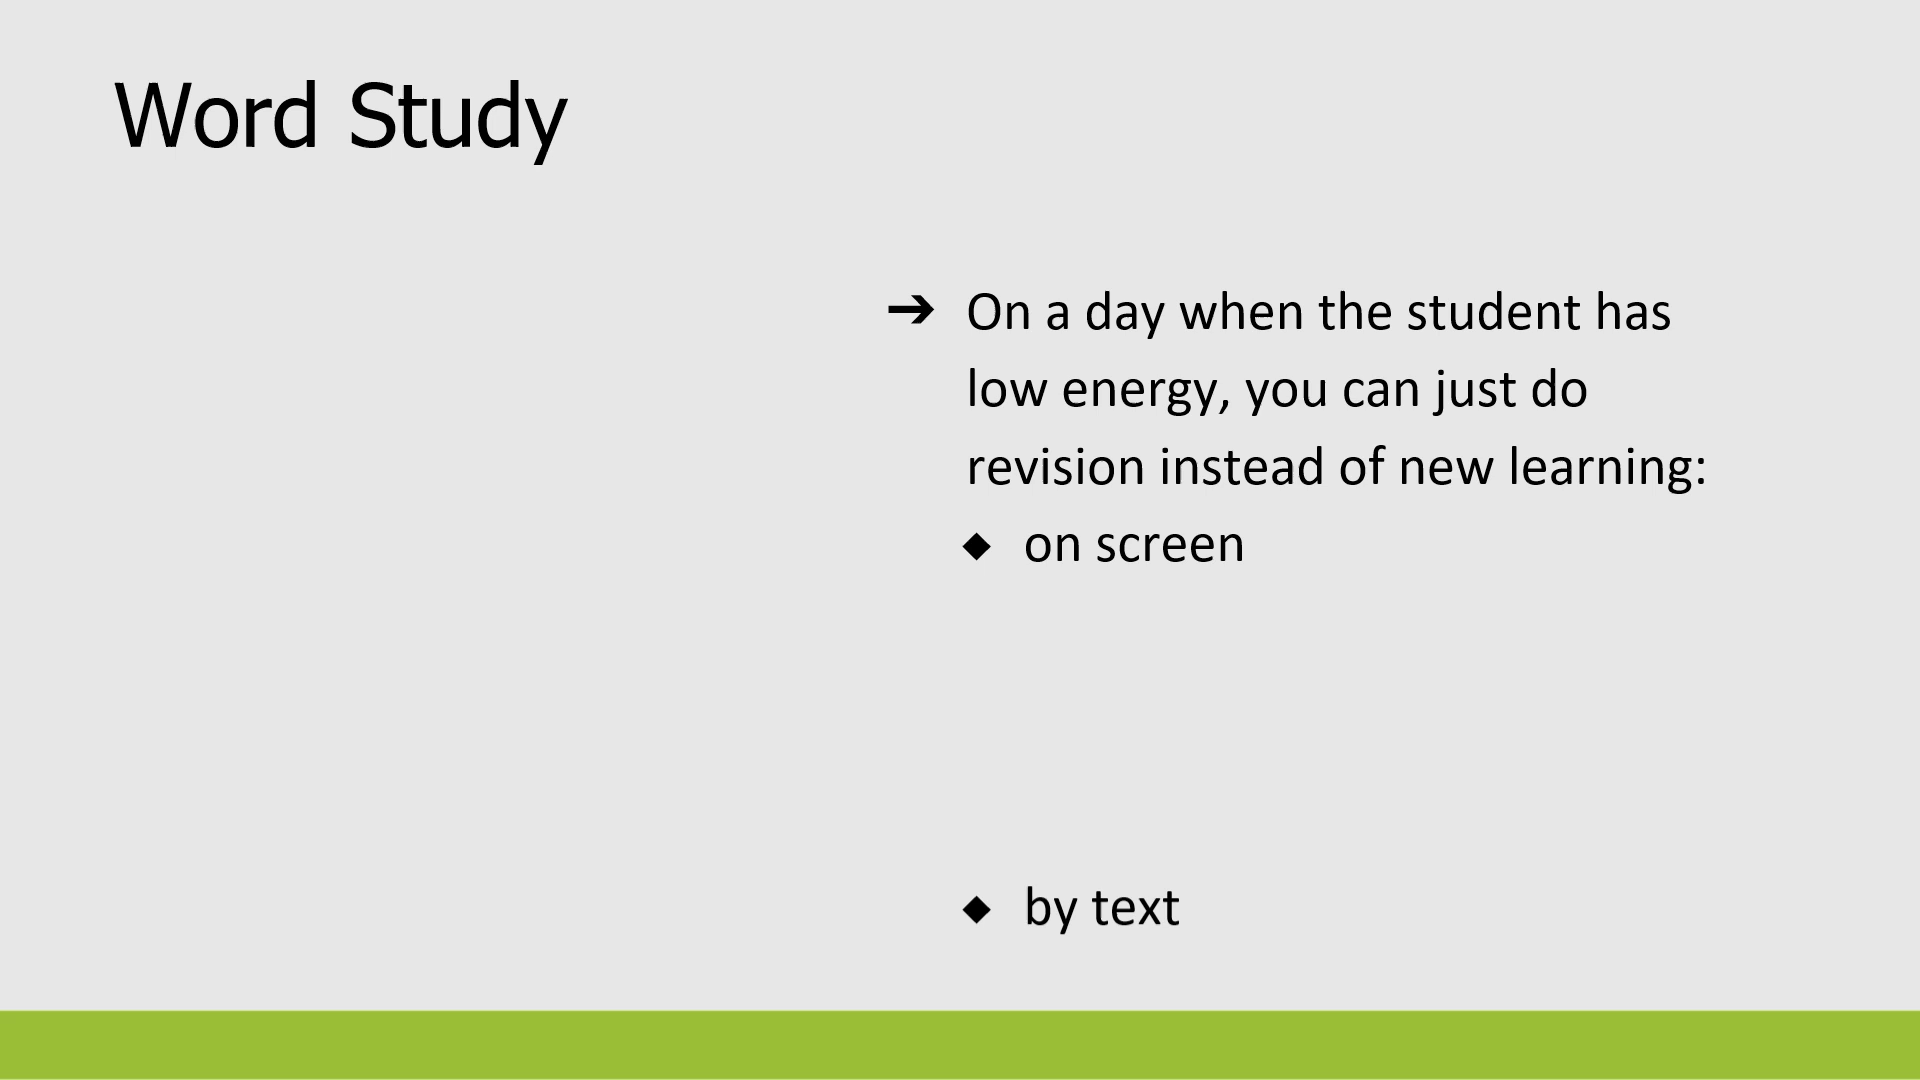 Word Study
➔ On a day when the student has
low energy, you can just do
revision instead of new learning:
◆ on screen
◆ by text